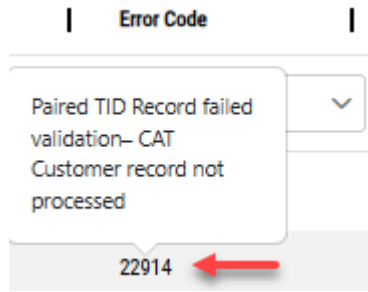 Error Code
Paired TID Record failed
validation– CAT
Customer record not
processed
22914